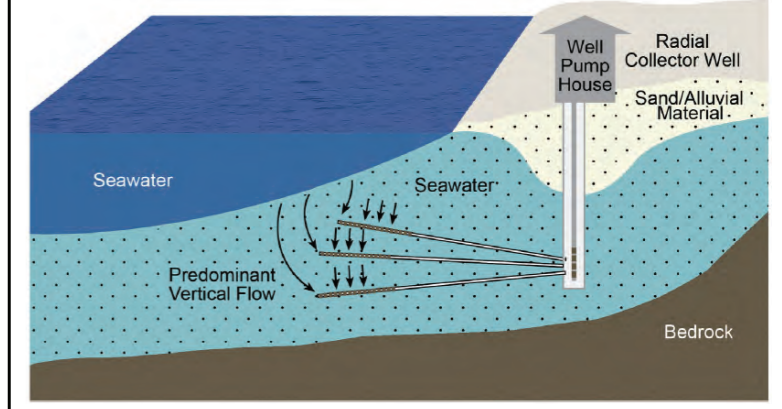 Well
Pump
House
Radial
Collector Well
Sand/Alluvial
Material
Seawater
Seawater
Predominant
Vertical Flow
Bedrock